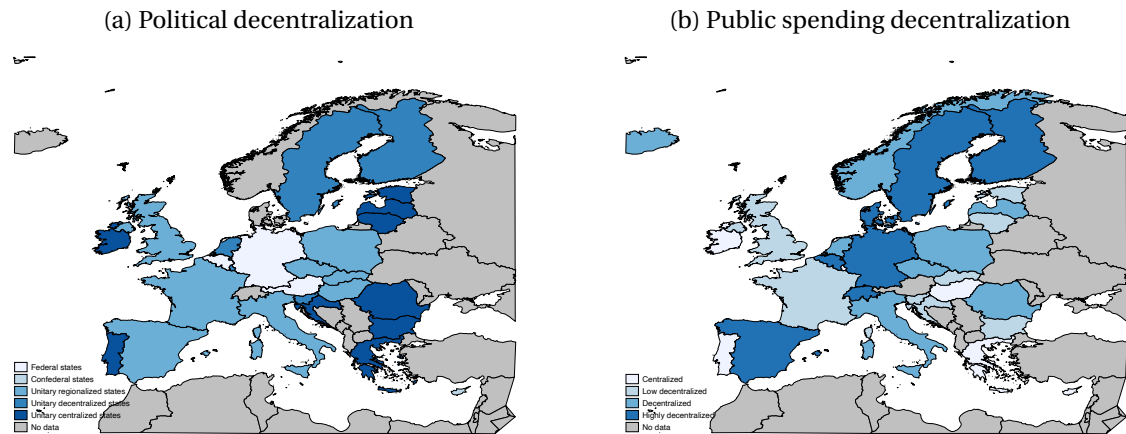 (a) Political decentralization
(b) Public spending decentralization
Federal states
Confederal states
Unitary regionalized states
Unitary decentralized states
Unitary centralized states
No data
Centralized
Low decentralized
Decentralized
Highly decentralized
No data